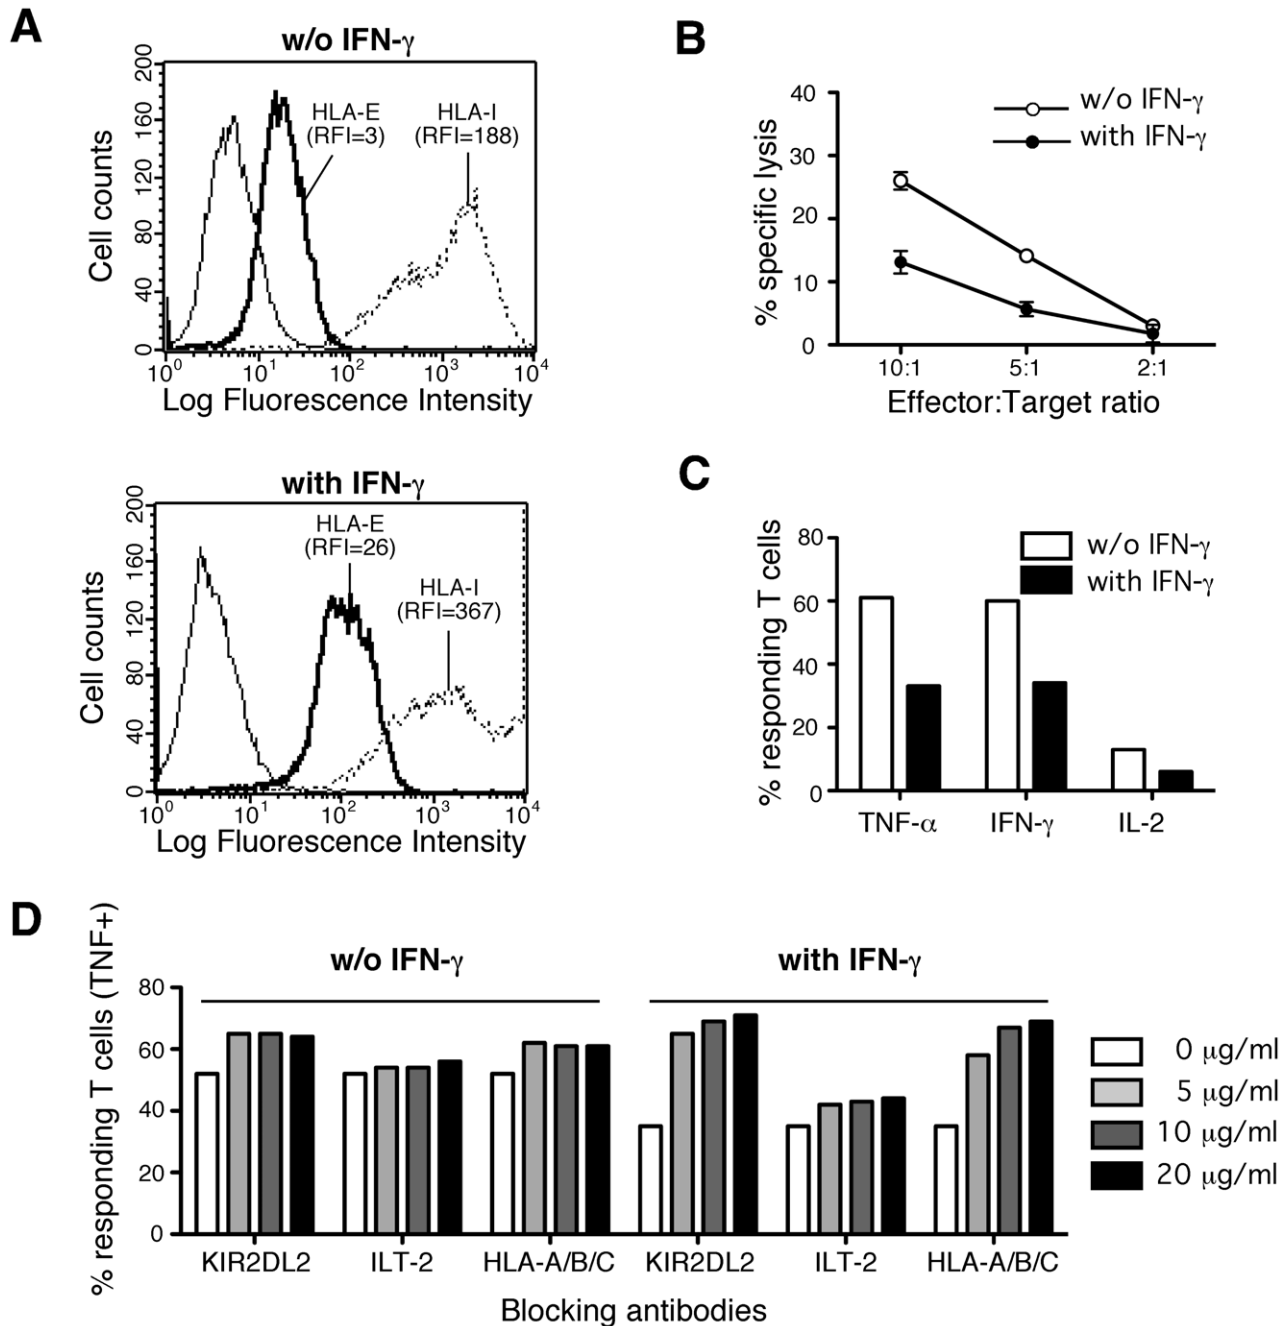 A
w/o IFN-γ
200
160
120
80
40
0
Cell counts
HLA-E
(RFI=3)
HLA-I
(RFI=188)
10⁰ 10¹ 10² 10³ 10⁴
Log Fluorescence Intensity
with IFN-γ
200
160
120
80
40
0
Cell counts
HLA-E
(RFI=26)
HLA-I
(RFI=367)
10⁰ 10¹ 10² 10³ 10⁴
Log Fluorescence Intensity
B
40
30
20
10
0
% specific lysis
w/o IFN-γ
with IFN-γ
10:1 5:1 2:1
Effector:Target ratio
C
80
60
40
20
0
% responding T cells
w/o IFN-γ
with IFN-γ
TNF-α IFN-γ IL-2
D
% responding T cells (TNF+)
w/o IFN-γ with IFN-γ
80
60
40
20
0
KIR2DL2 ILT-2 HLA-A/B/C KIR2DL2 ILT-2 HLA-A/B/C
Blocking antibodies
0 μg/ml
5 μg/ml
10 μg/ml
20 μg/ml